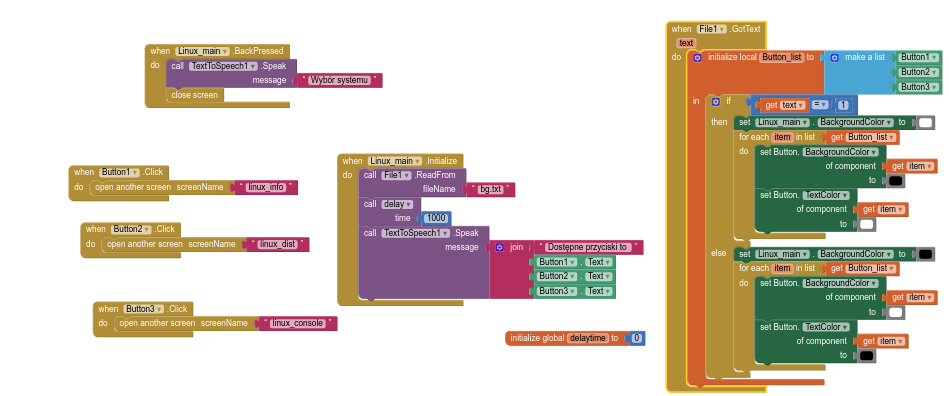 when Linux_main .BackPressed
do call TextToSpeech1 .Speak
message " Wybór systemu "
close screen
when Button1 .Click
do open another screen screenName " linux_info "
when Button2 .Click
do open another screen screenName " linux_dist "
when Button3 .Click
do open another screen screenName " linux_console "
when Linux_main .Initialize
do call File1 .ReadFrom
fileName " bg.txt "
call delay
time 1000
call TextToSpeech1 .Speak
message join " Dostępne przyciski to "
Button1 . Text
Button2 . Text
Button3 . Text
initialize global delaytime to 0
when File1 .GotText
text
do initialize local Button_list to make a list Button1
Button2
Button3
in if get text = 1
then set Linux_main . BackgroundColor to
for each item in list get Button_list
do set Button. BackgroundColor
of component get item
to
set Button. TextColor
of component get item
to
else set Linux_main . BackgroundColor to
for each item in list get Button_list
do set Button. BackgroundColor
of component get item
to
set Button. TextColor
of component get item
to